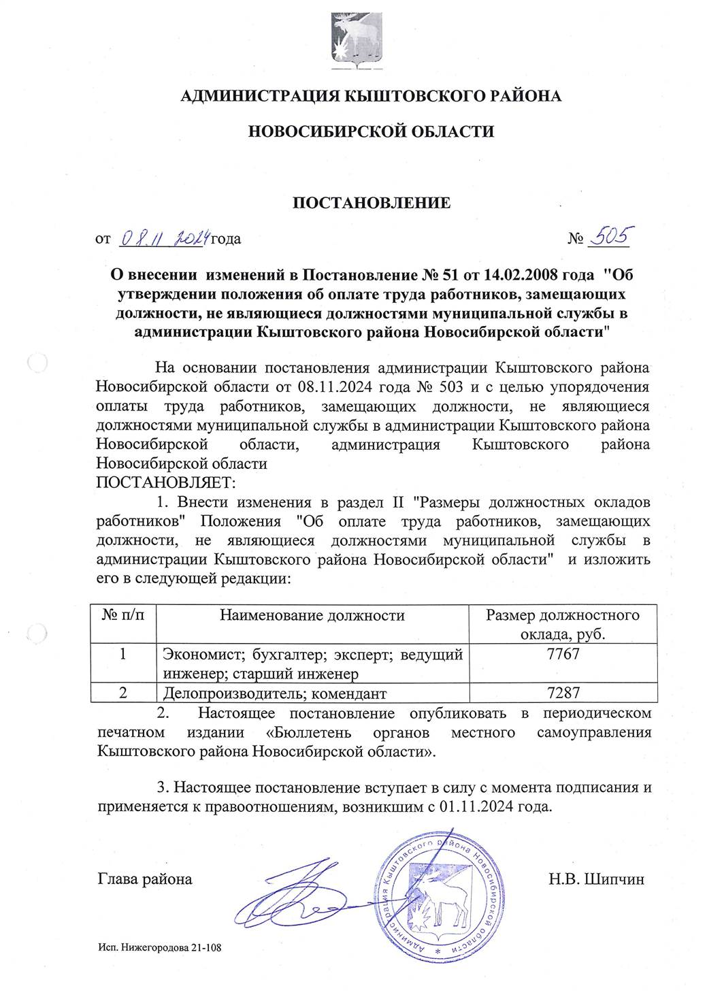 АДМИНИСТРАЦИЯ КЫШТОВСКОГО РАЙОНА
НОВОСИБИРСКОЙ ОБЛАСТИ
ПОСТАНОВЛЕНИЕ
от 08.11 2024 года № 505
О внесении изменений в Постановление № 51 от 14.02.2008 года "Об
утверждении положения об оплате труда работников, замещающих
должности, не являющиеся должностями муниципальной службы в
администрации Кыштовского района Новосибирской области"
На основании постановления администрации Кыштовского района
Новосибирской области от 08.11.2024 года № 503 и с целью упорядочения
оплаты труда работников, замещающих должности, не являющиеся
должностями муниципальной службы в администрации Кыштовского района
Новосибирской области, администрация Кыштовского района
Новосибирской области
ПОСТАНОВЛЯЕТ:
1. Внести изменения в раздел II "Размеры должностных окладов
работников" Положения "Об оплате труда работников, замещающих
должности, не являющиеся должностями муниципальной службы в
администрации Кыштовского района Новосибирской области" и изложить
его в следующей редакции:
№ п/п Наименование должности Размер должностного
оклада, руб.
1 Экономист; бухгалтер; эксперт; ведущий 7767
инженер; старший инженер
2 Делопроизводитель; комендант 7287
2. Настоящее постановление опубликовать в периодическом
печатном издании «Бюллетень органов местного самоуправления
Кыштовского района Новосибирской области».
3. Настоящее постановление вступает в силу с момента подписания и
применяется к правоотношениям, возникшим с 01.11.2024 года.
Глава района Н.В. Шипчин
Администрация Кыштовского района Новосибирской области *
Исп. Нижегородова 21-108